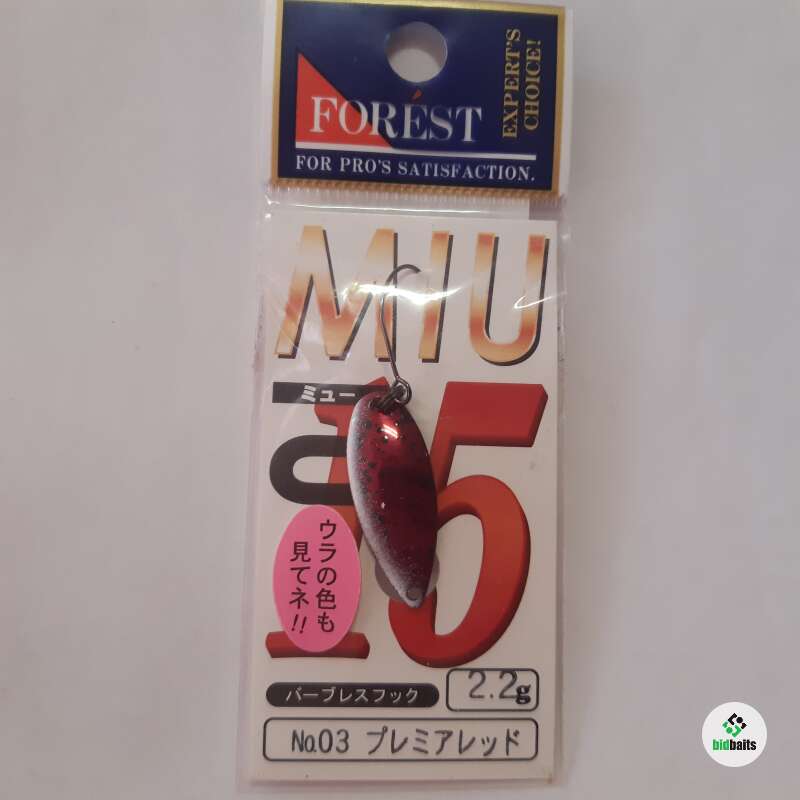 FORÉST
FOR PRO'S SATISFACTION.
EXPERT'S
CHOICE!
MIU
ミュー
15
ウラの色も
見てネ!!
バーブレスフック
2.2g
No.03 プレミアレッド
bidbaits